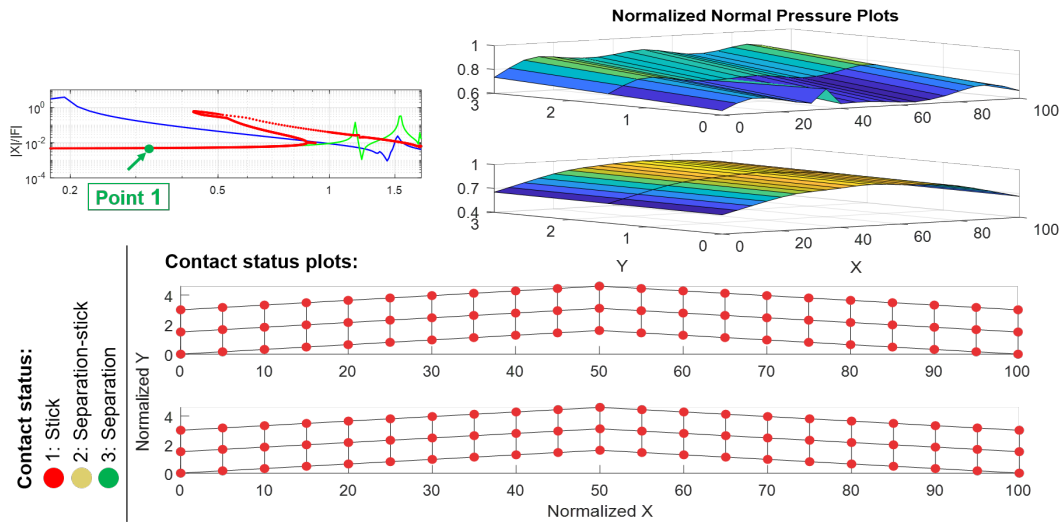 Normalized Normal Pressure Plots
|X|/|F|
10^0
10^-2
10^-4
0.2 0.5 1 1.5
Point 1
1
0.8
0.6
3 2 1 0 0 20 40 60 80 100
1
0.7
0.4
3 2 1 0 0 20 40 60 80 100
Y X
Contact status plots:
Contact status:
1: Stick
2: Separation-stick
3: Separation
Normalized Y
4
2
0
0 10 20 30 40 50 60 70 80 90 100
4
2
0
0 10 20 30 40 50 60 70 80 90 100
Normalized X